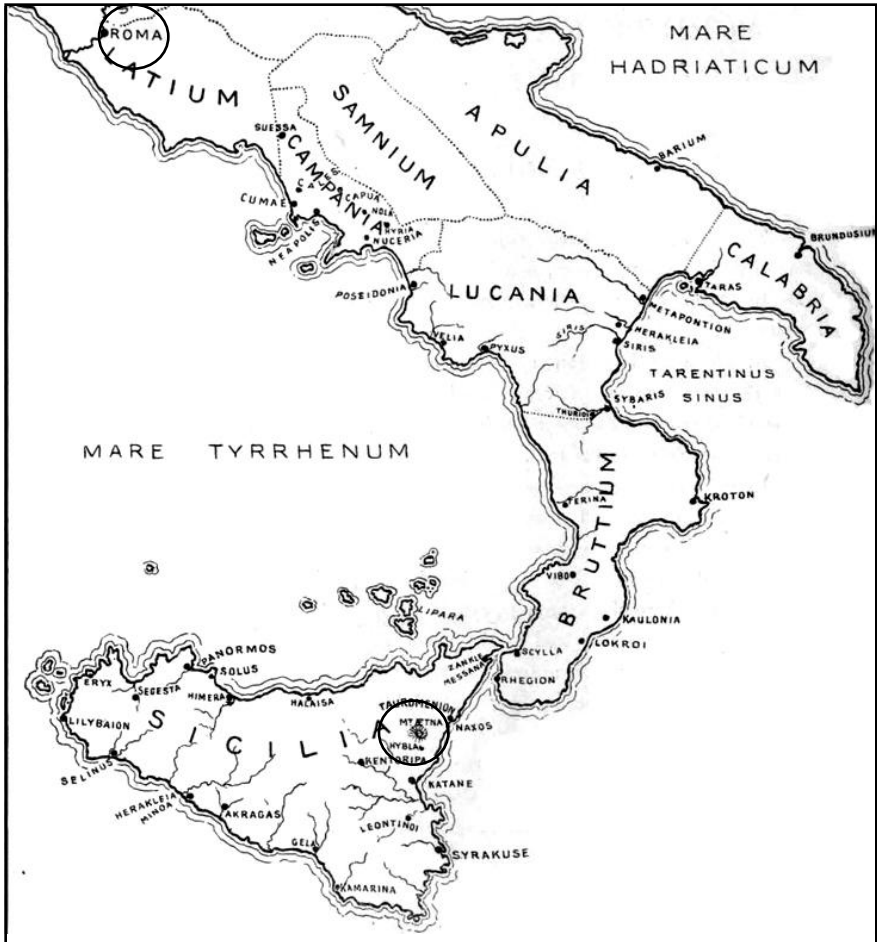 ROMA
MARE
HADRIATICUM
LATIUM
SAMNIUM
APULIA
SUESSA
CAMPANIA
BARIUM
CUMAE
CAPUA
NOLA
HYRIA
NUCERIA
NEAPOLIS
BRUNDUSIUM
CALABRIA
TARAS
POSEIDONIA
LUCANIA
METAPONTION
HERAKLEIA
SIRIS
SIRIS
VELIA
PYXUS
TARENTINUS
SINUS
SYBARIS
THURIOI
MARE TYRRHENUM
BRUTTIUM
TERINA
KROTON
VIBO
LIPARA
KAULONIA
LOKROI
SCYLLA
ZANKLE
MESSANA
RHEGION
PANORMOS
SOLUS
ERYX
SEGESTA
HIMERA
HALAISA
TAUROMENION
MT AETNA
NAXOS
LILYBAION
SICILIA
HYBLA
KENTORIPA
SELINUS
KATANE
HERAKLEIA
MINOA
AKRAGAS
LEONTINOI
GELA
SYRAKUSE
KAMARINA